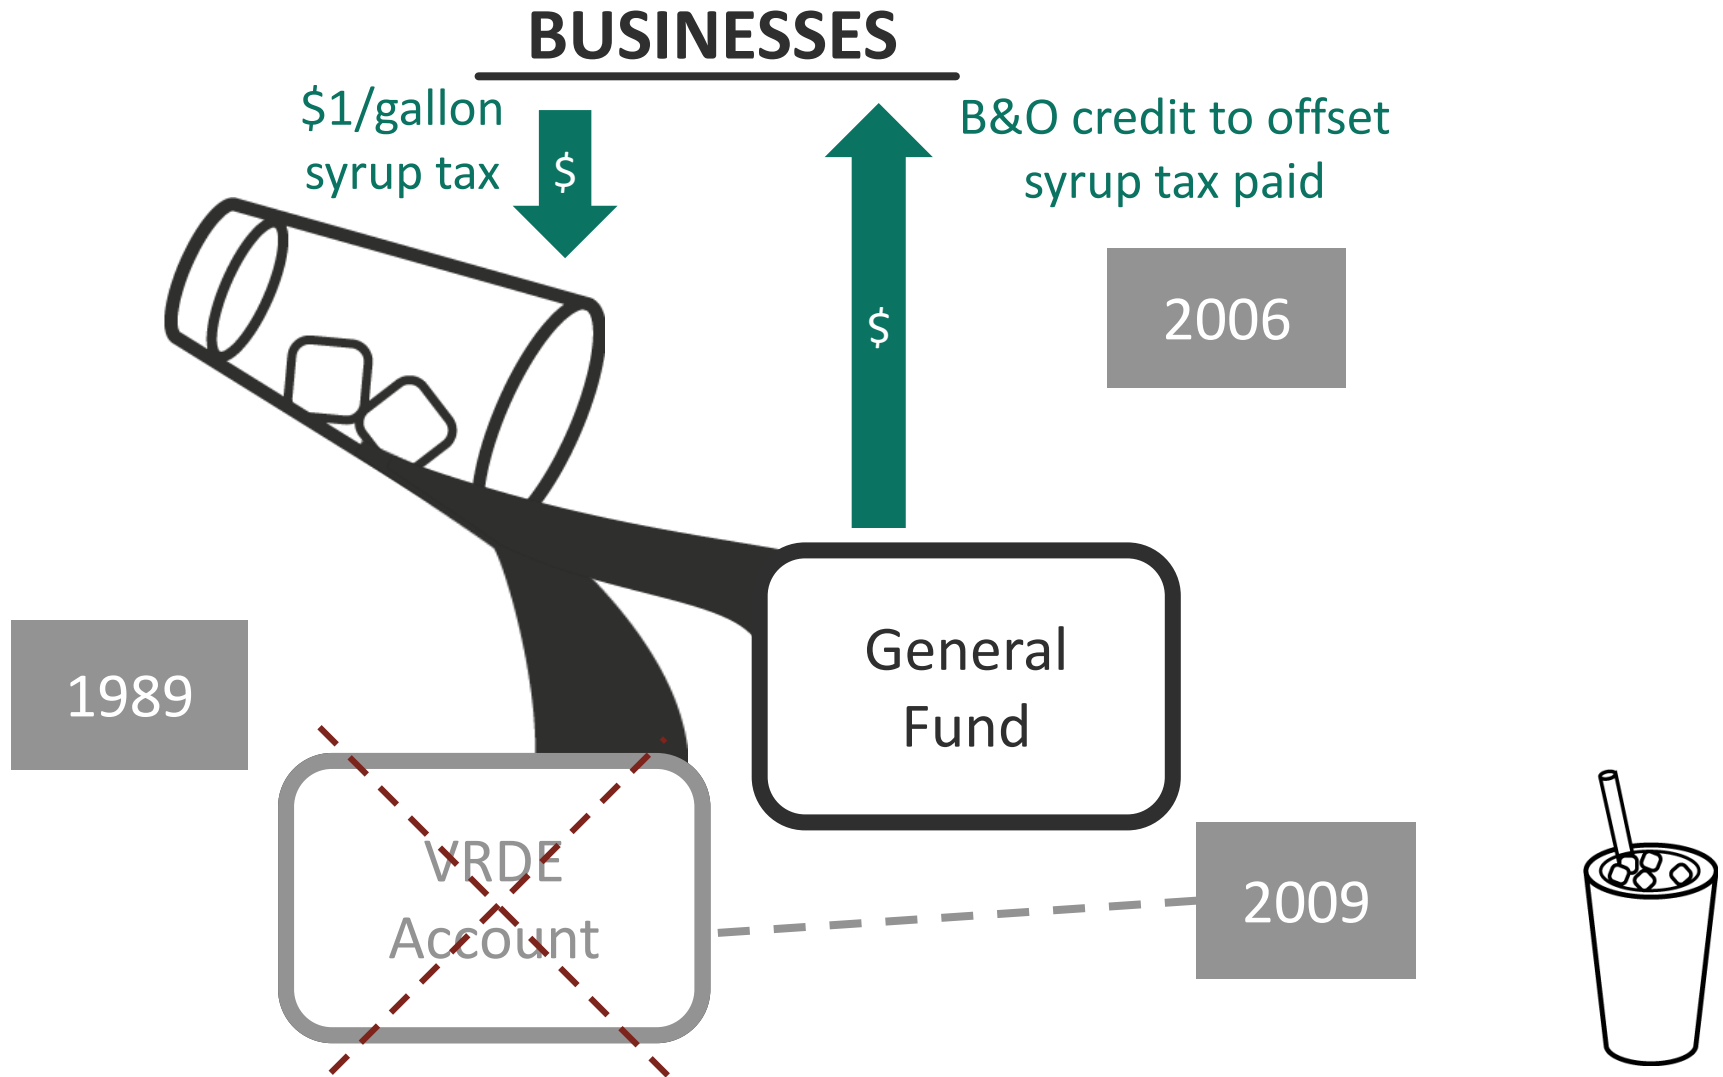 BUSINESSES
$1/gallon
syrup tax
$
B&O credit to offset
syrup tax paid
2006
$
General
Fund
1989
VRDE
Account
2009